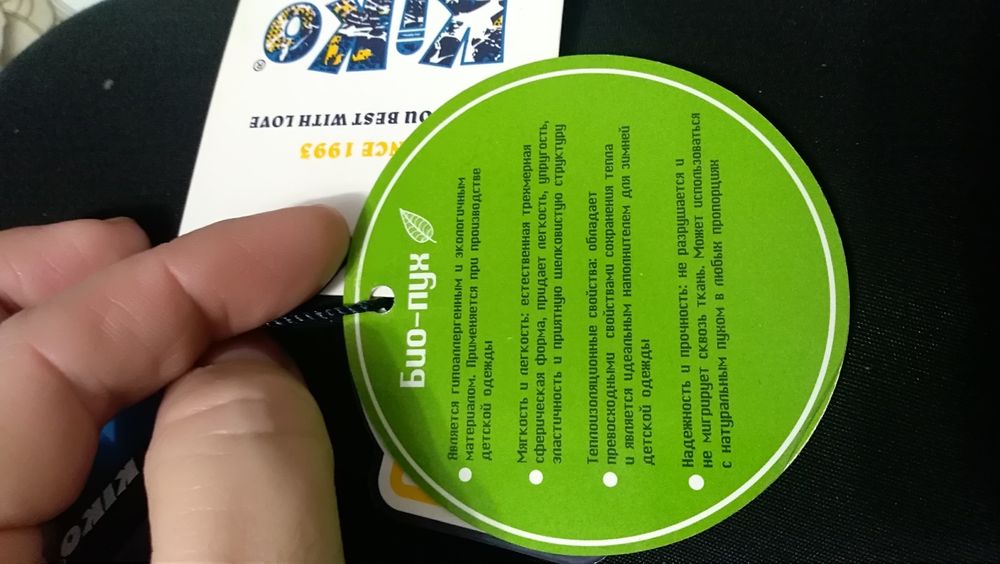 Био-пух
Является гипоаллергенным и экологичным
материалом. Применяется при производстве
детской одежды
Мягкость и легкость: естественная трехмерная
сферическая форма, придает легкость, упругость,
эластичность и приятную шелковистую структуру
Теплоизоляционные свойства: обладает
превосходными свойствами сохранения тепла
и является идеальным наполнителем для зимней
детской одежды
Надежность и прочность: не разрушается и
не мигрирует сквозь ткань. Может использоваться
с натуральным пухом в любых пропорциях
KIKO
®
BEST WITH LOVE
1993
KIKO